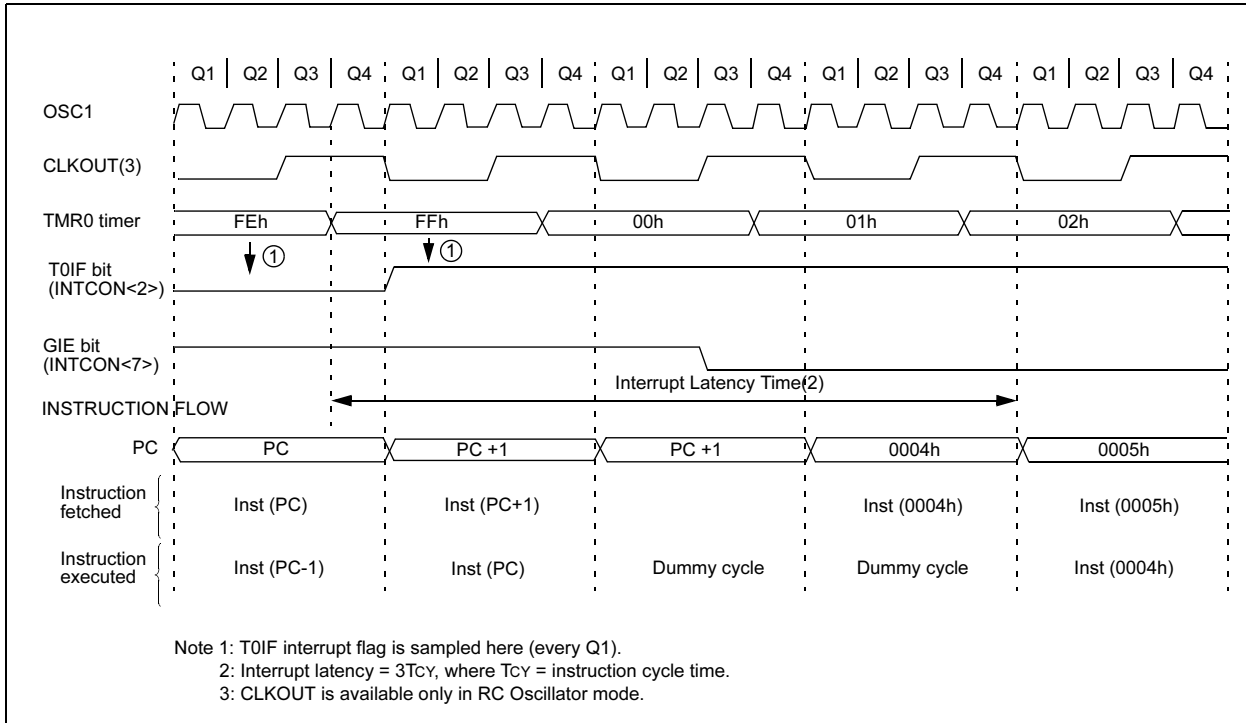 Q1 Q2 Q3 Q4 Q1 Q2 Q3 Q4 Q1 Q2 Q3 Q4 Q1 Q2 Q3 Q4 Q1 Q2 Q3 Q4
OSC1
CLKOUT(3)
TMR0 timer FEh FFh 00h 01h 02h
1 1
T0IF bit
(INTCON<2>)
GIE bit
(INTCON<7>)
Interrupt Latency Time(2)
INSTRUCTION FLOW
PC PC PC +1 PC +1 0004h 0005h
Instruction
fetched
Inst (PC) Inst (PC+1) Inst (0004h) Inst (0005h)
Instruction
executed
Inst (PC-1) Inst (PC) Dummy cycle Dummy cycle Inst (0004h)
Note 1: T0IF interrupt flag is sampled here (every Q1).
2: Interrupt latency = 3TCY, where TCY = instruction cycle time.
3: CLKOUT is available only in RC Oscillator mode.